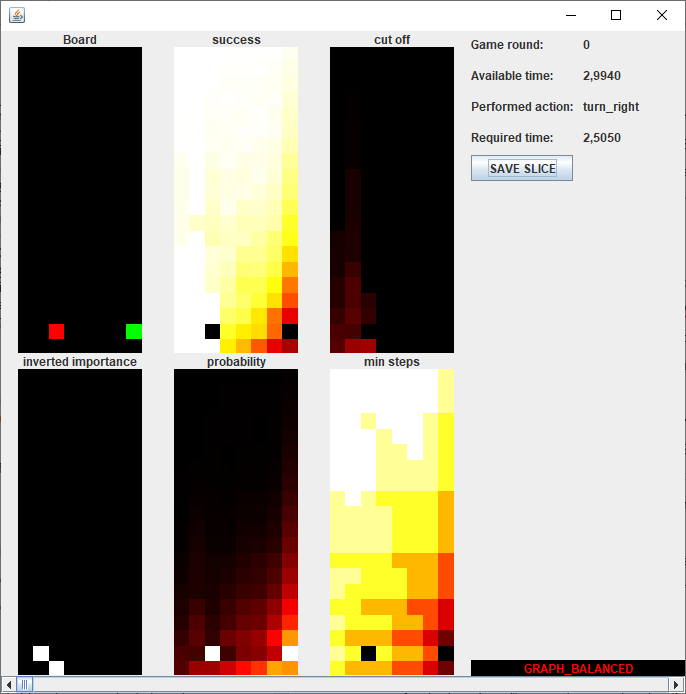 Board
success
cut off
Game round: 0
Available time: 2,9940
Performed action: turn_right
Required time: 2,5050
SAVE SLICE
inverted importance
probability
min steps
GRAPH_BALANCED